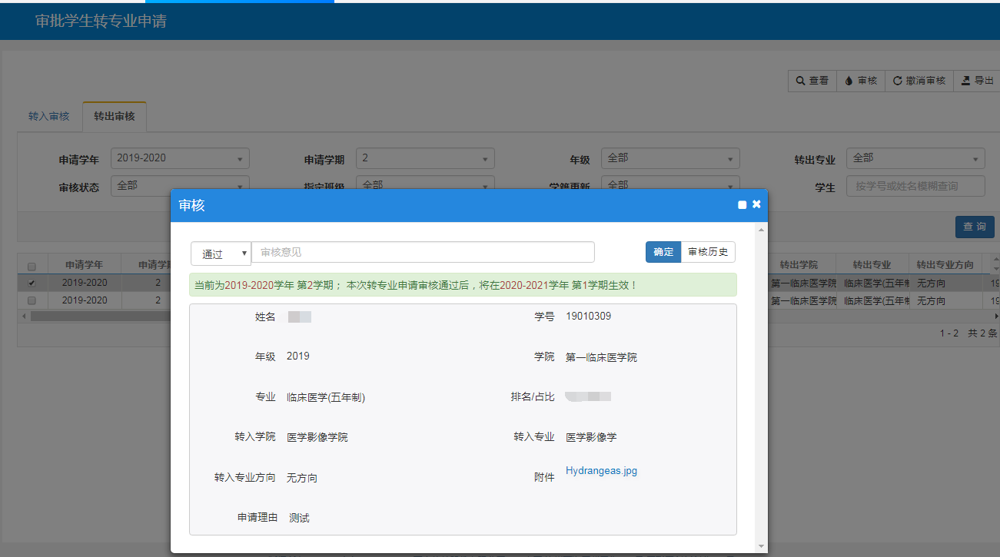 审批学生转专业申请
查看 审核 撤消审核 导出
转入审核 转出审核
申请学年 2019-2020 申请学期 2 年级 全部 转出专业 全部
审核状态 全部 指定班级 全部 学籍更新 全部 学生 按学号或姓名模糊查询
审核
查 询
通过 审核意见 确定 审核历史
申请学年 申请学期 转出学院 转出专业 转出专业方向
当前为2019-2020学年 第2学期； 本次转专业申请审核通过后，将在2020-2021学年 第1学期生效！
2019-2020 2 第一临床医学院 临床医学(五年制 无方向 19
2019-2020 2 第一临床医学院 临床医学(五年制 无方向 19
1 - 2 共 2 条
姓名 学号 19010309
年级 2019 学院 第一临床医学院
专业 临床医学(五年制) 排名/占比
转入学院 医学影像学院 转入专业 医学影像学
转入专业方向 无方向 附件 Hydrangeas.jpg
申请理由 测试